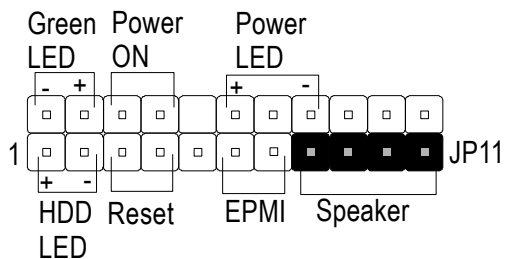 Green Power Power
LED ON LED
- + + -
1 JP11
+ -
HDD Reset EPMI Speaker
LED